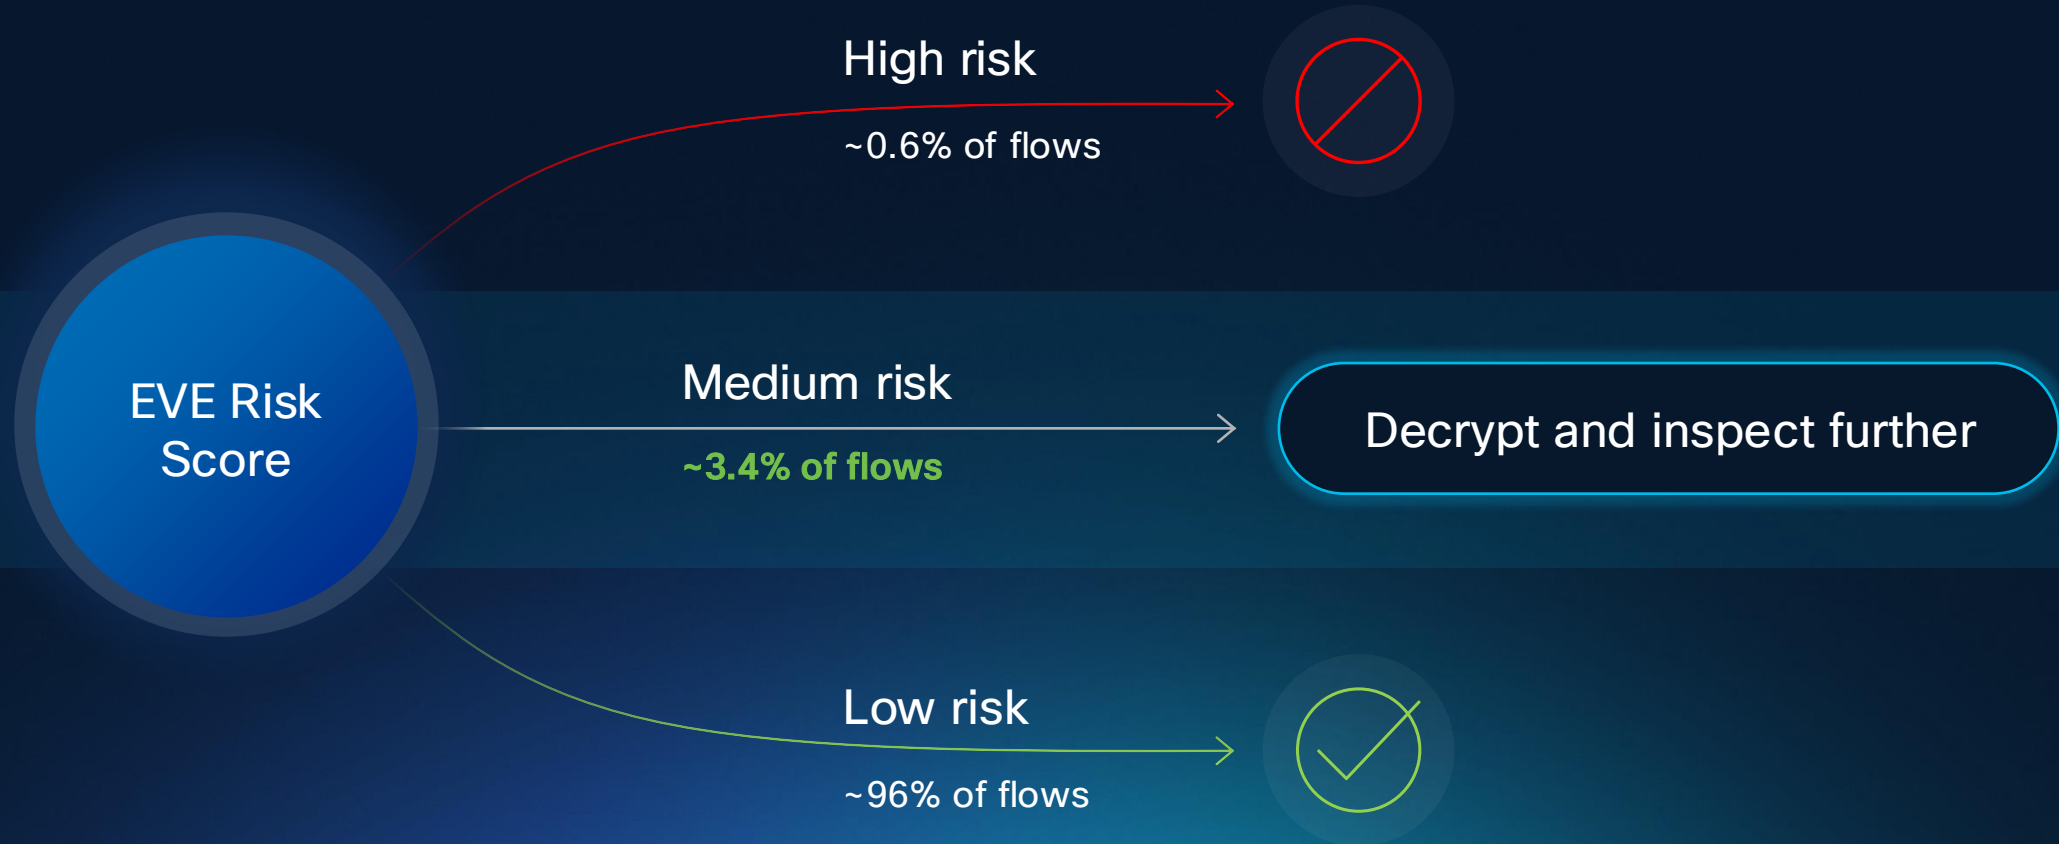 High risk
~0.6% of flows
EVE Risk
Score
Medium risk
~3.4% of flows
Decrypt and inspect further
Low risk
~96% of flows